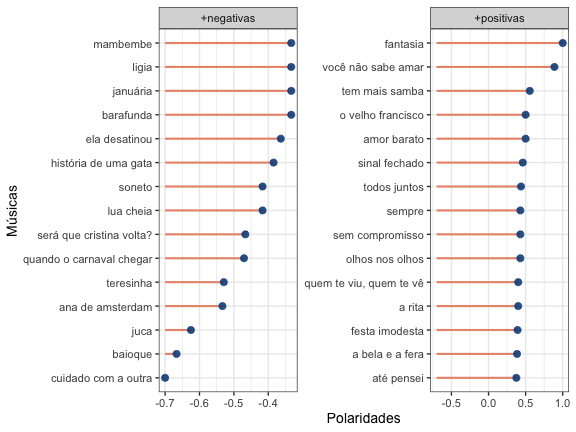 +negativas
mambembe
ligia
januária
barafunda
ela desatinou
história de uma gata
soneto
lua cheia
será que cristina volta?
quando o carnaval chegar
teresinha
ana de amsterdam
juca
baioque
cuidado com a outra
-0.7 -0.6 -0.5 -0.4
+positivas
fantasia
você não sabe amar
tem mais samba
o velho francisco
amor barato
sinal fechado
todos juntos
sempre
sem compromisso
olhos nos olhos
quem te viu, quem te vê
a rita
festa imodesta
a bela e a fera
até pensei
-0.5 0.0 0.5 1.0
Músicas
Polaridades